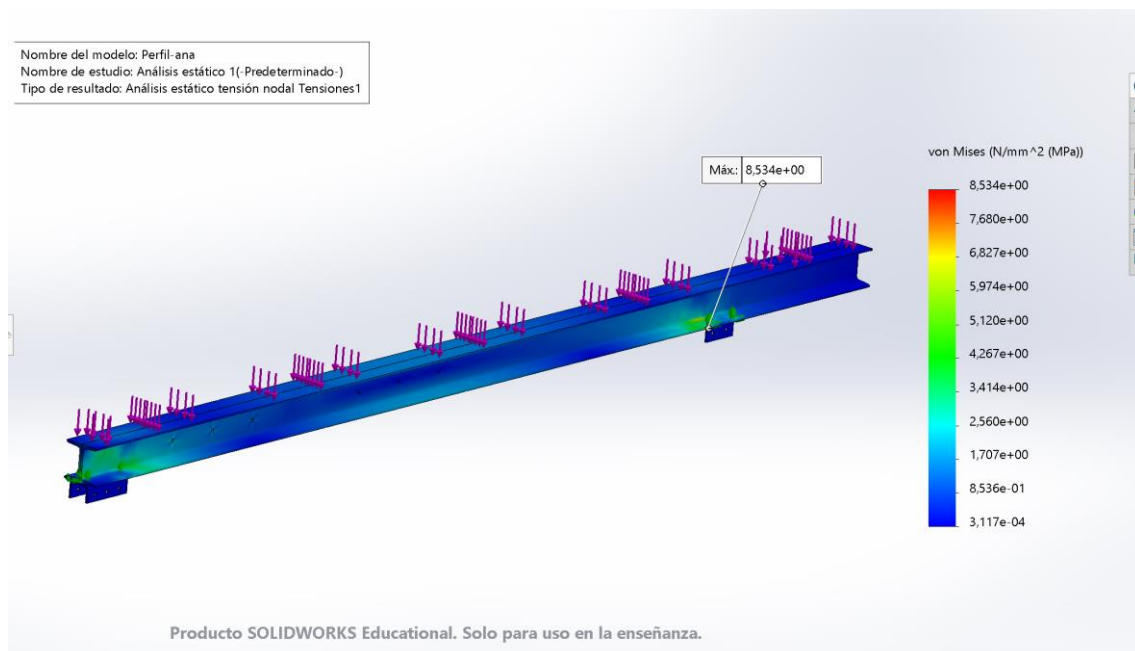 Nombre del modelo: Perfil-ana
Nombre de estudio: Análisis estático 1(-Predeterminado-)
Tipo de resultado: Análisis estático tensión nodal Tensiones1
von Mises (N/mm^2 (MPa))
Máx.: 8,534e+00
8,534e+00
7,680e+00
6,827e+00
5,974e+00
5,120e+00
4,267e+00
3,414e+00
2,560e+00
1,707e+00
8,536e-01
3,117e-04
Producto SOLIDWORKS Educational. Solo para uso en la enseñanza.